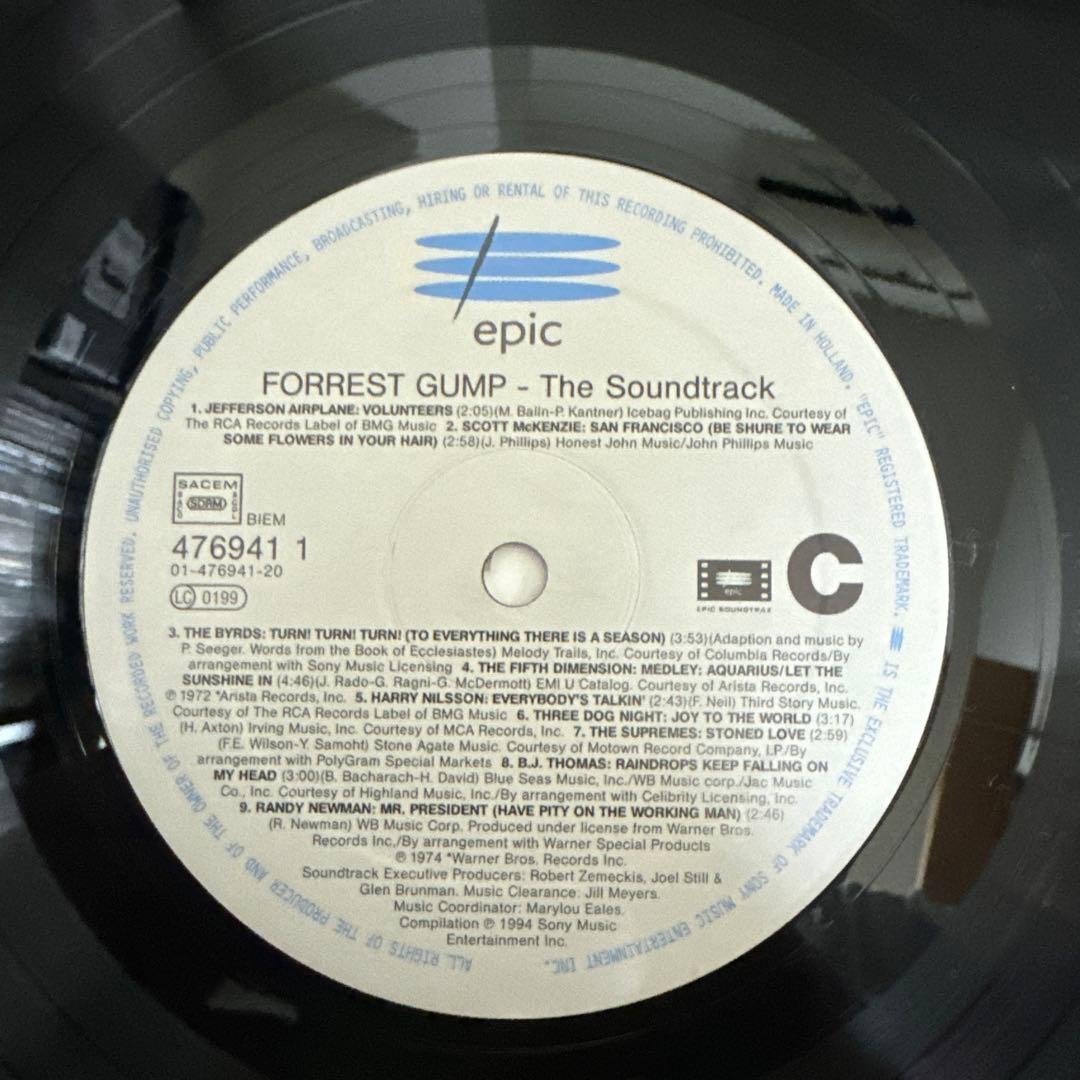 ALL RIGHTS OF THE PRODUCER AND OF THE OWNER OF THE RECORDED WORK RESERVED. UNAUTHORISED COPYING, PUBLIC PERFORMANCE, BROADCASTING, HIRING OR RENTAL OF THIS RECORDING PROHIBITED. MADE IN HOLLAND. "EPIC" REGISTERED TRADEMARK. IS THE EXCLUSIVE TRADEMARK OF SONY MUSIC ENTERTAINMENT INC.
epic
FORREST GUMP - The Soundtrack
1. JEFFERSON AIRPLANE: VOLUNTEERS (2:05)(M. Balin-P. Kantner) Icebag Publishing Inc. Courtesy of
The RCA Records Label of BMG Music 2. SCOTT McKENZIE: SAN FRANCISCO (BE SHURE TO WEAR
SOME FLOWERS IN YOUR HAIR) (2:58)(J. Phillips) Honest John Music/John Phillips Music
SACEM
SDRM
BIEM
476941 1
01-476941-20
LC 0199
epic
EPIC SOUNDTRAX
C
3. THE BYRDS: TURN! TURN! TURN! (TO EVERYTHING THERE IS A SEASON) (3:53)(Adaption and music by
P. Seeger. Words from the Book of Ecclesiastes) Melody Trails, Inc. Courtesy of Columbia Records/By
arrangement with Sony Music Licensing 4. THE FIFTH DIMENSION: MEDLEY: AQUARIUS/LET THE
SUNSHINE IN (4:46)(J. Rado-G. Ragni-G. McDermott) EMI U Catalog. Courtesy of Arista Records, Inc.
℗ 1972 *Arista Records, Inc. 5. HARRY NILSSON: EVERYBODY'S TALKIN' (2:43)(F. Neil) Third Story Music.
Courtesy of The RCA Records Label of BMG Music 6. THREE DOG NIGHT: JOY TO THE WORLD (3:17)
(H. Axton) Irving Music, Inc. Courtesy of MCA Records, Inc. 7. THE SUPREMES: STONED LOVE (2:59)
(F.E. Wilson-Y. Samoht) Stone Agate Music. Courtesy of Motown Record Company, I.P./By
arrangement with PolyGram Special Markets 8. B.J. THOMAS: RAINDROPS KEEP FALLING ON
MY HEAD (3:00)(B. Bacharach-H. David) Blue Seas Music, Inc./WB Music corp./Jac Music
Co., Inc. Courtesy of Highland Music, Inc./By arrangement with Celibrity Licensing, Inc.
9. RANDY NEWMAN: MR. PRESIDENT (HAVE PITY ON THE WORKING MAN) (2:46)
(R. Newman) WB Music Corp. Produced under license from Warner Bros.
Records Inc./By arrangement with Warner Special Products
℗ 1974 *Warner Bros. Records Inc.
Soundtrack Executive Producers: Robert Zemeckis, Joel Still &
Glen Brunman. Music Clearance: Jill Meyers.
Music Coordinator: Marylou Eales.
Compilation ℗ 1994 Sony Music
Entertainment Inc.